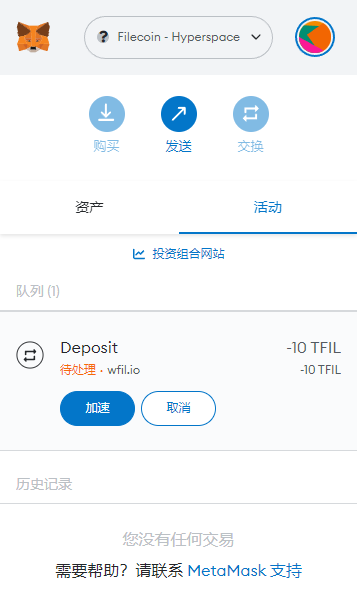 Filecoin - Hyperspace
购买
发送
交换
资产
活动
投资组合网站
队列 (1)
Deposit
-10 TFIL
待处理 · wfil.io
-10 TFIL
加速
取消
历史记录
您没有任何交易
需要帮助？请联系 MetaMask 支持